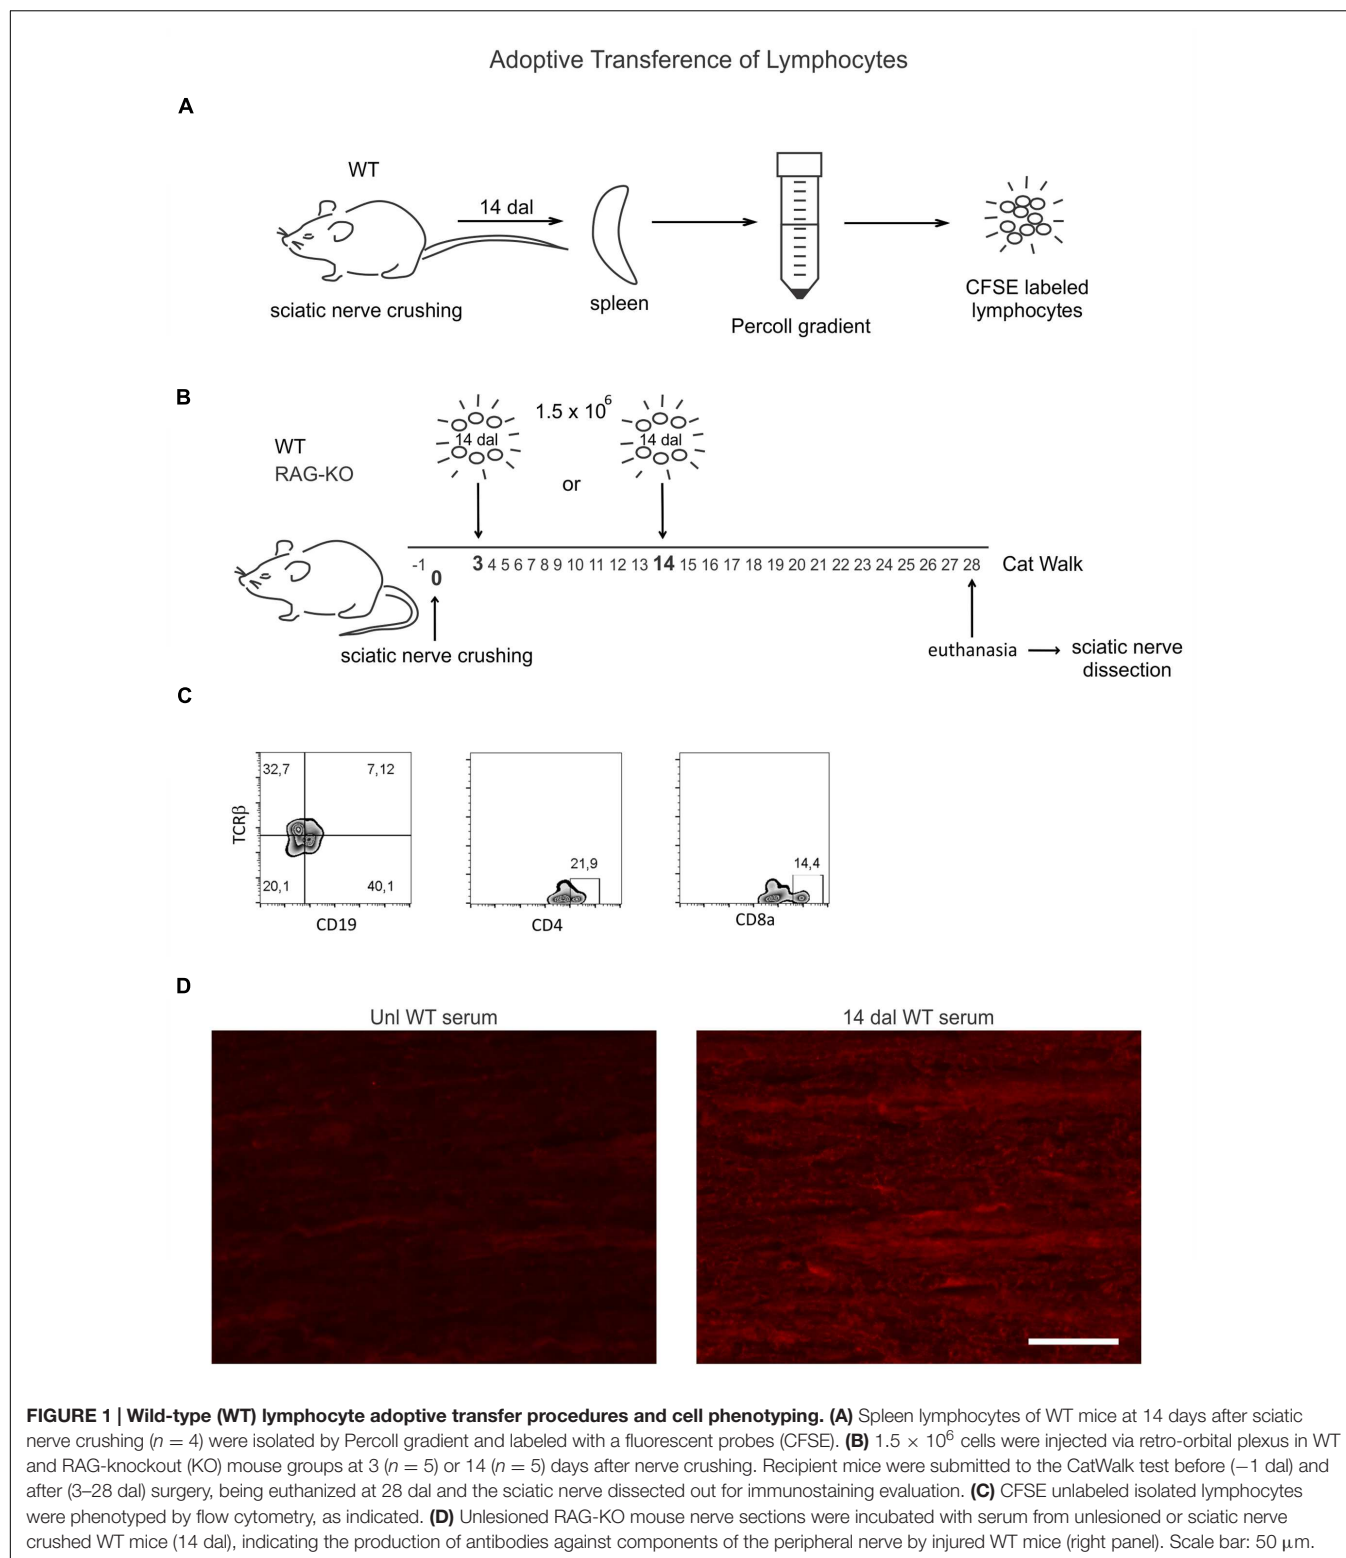 Adoptive Transference of Lymphocytes
A
WT
14 dal
sciatic nerve crushing
spleen
Percoll gradient
CFSE labeled
lymphocytes
B
WT
RAG-KO
14 dal
1.5 x 10⁶
or
14 dal
-1 0 3 4 5 6 7 8 9 10 11 12 13 14 15 16 17 18 19 20 21 22 23 24 25 26 27 28 Cat Walk
sciatic nerve crushing
euthanasia
sciatic nerve
dissection
C
TCRβ
32,7 7,12
20,1 40,1
CD19
21,9
CD4
14,4
CD8a
D
Unl WT serum
14 dal WT serum
FIGURE 1 | Wild-type (WT) lymphocyte adoptive transfer procedures and cell phenotyping. (A) Spleen lymphocytes of WT mice at 14 days after sciatic
nerve crushing (n = 4) were isolated by Percoll gradient and labeled with a fluorescent probes (CFSE). (B) 1.5 × 10⁶ cells were injected via retro-orbital plexus in WT
and RAG-knockout (KO) mouse groups at 3 (n = 5) or 14 (n = 5) days after nerve crushing. Recipient mice were submitted to the CatWalk test before (−1 dal) and
after (3–28 dal) surgery, being euthanized at 28 dal and the sciatic nerve dissected out for immunostaining evaluation. (C) CFSE unlabeled isolated lymphocytes
were phenotyped by flow cytometry, as indicated. (D) Unlesioned RAG-KO mouse nerve sections were incubated with serum from unlesioned or sciatic nerve
crushed WT mice (14 dal), indicating the production of antibodies against components of the peripheral nerve by injured WT mice (right panel). Scale bar: 50 μm.